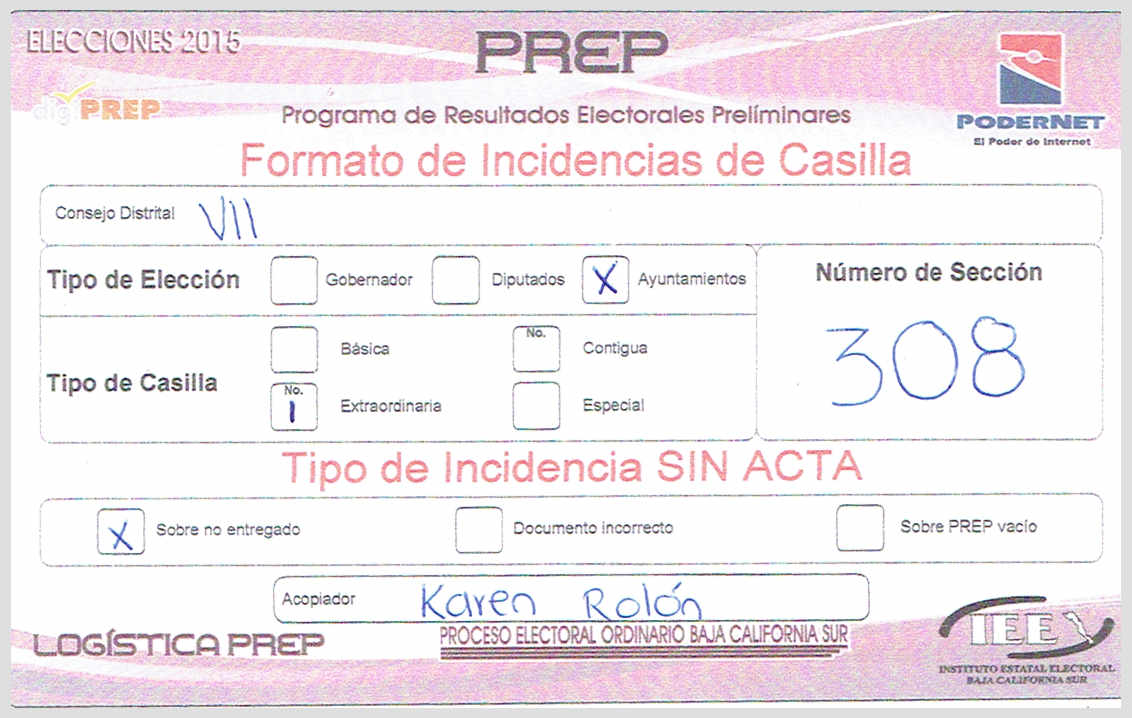 ELECCIONES 2015
PREP
digiPREP
Programa de Resultados Electorales Preliminares
PODERNET
El Poder de Internet
Formato de Incidencias de Casilla
Consejo Distrital VII
Tipo de Elección
Gobernador
Diputados
X Ayuntamientos
Número de Sección
308
Tipo de Casilla
Básica
No. Contigua
No. 1 Extraordinaria
Especial
Tipo de Incidencia SIN ACTA
X Sobre no entregado
Documento incorrecto
Sobre PREP vacío
Acopiador Karen Rolón
LOGÍSTICA PREP
PROCESO ELECTORAL ORDINARIO BAJA CALIFORNIA SUR
IEE
INSTITUTO ESTATAL ELECTORAL
BAJA CALIFORNIA SUR